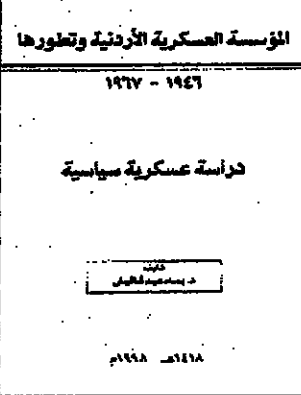 المؤسسة العسكرية الأردنية وتطورها
١٩٤٦ - ١٩٦٧
دراسة عسكرية سياسية
تأليف
د.
١٤١٨هـ ١٩٩٨م